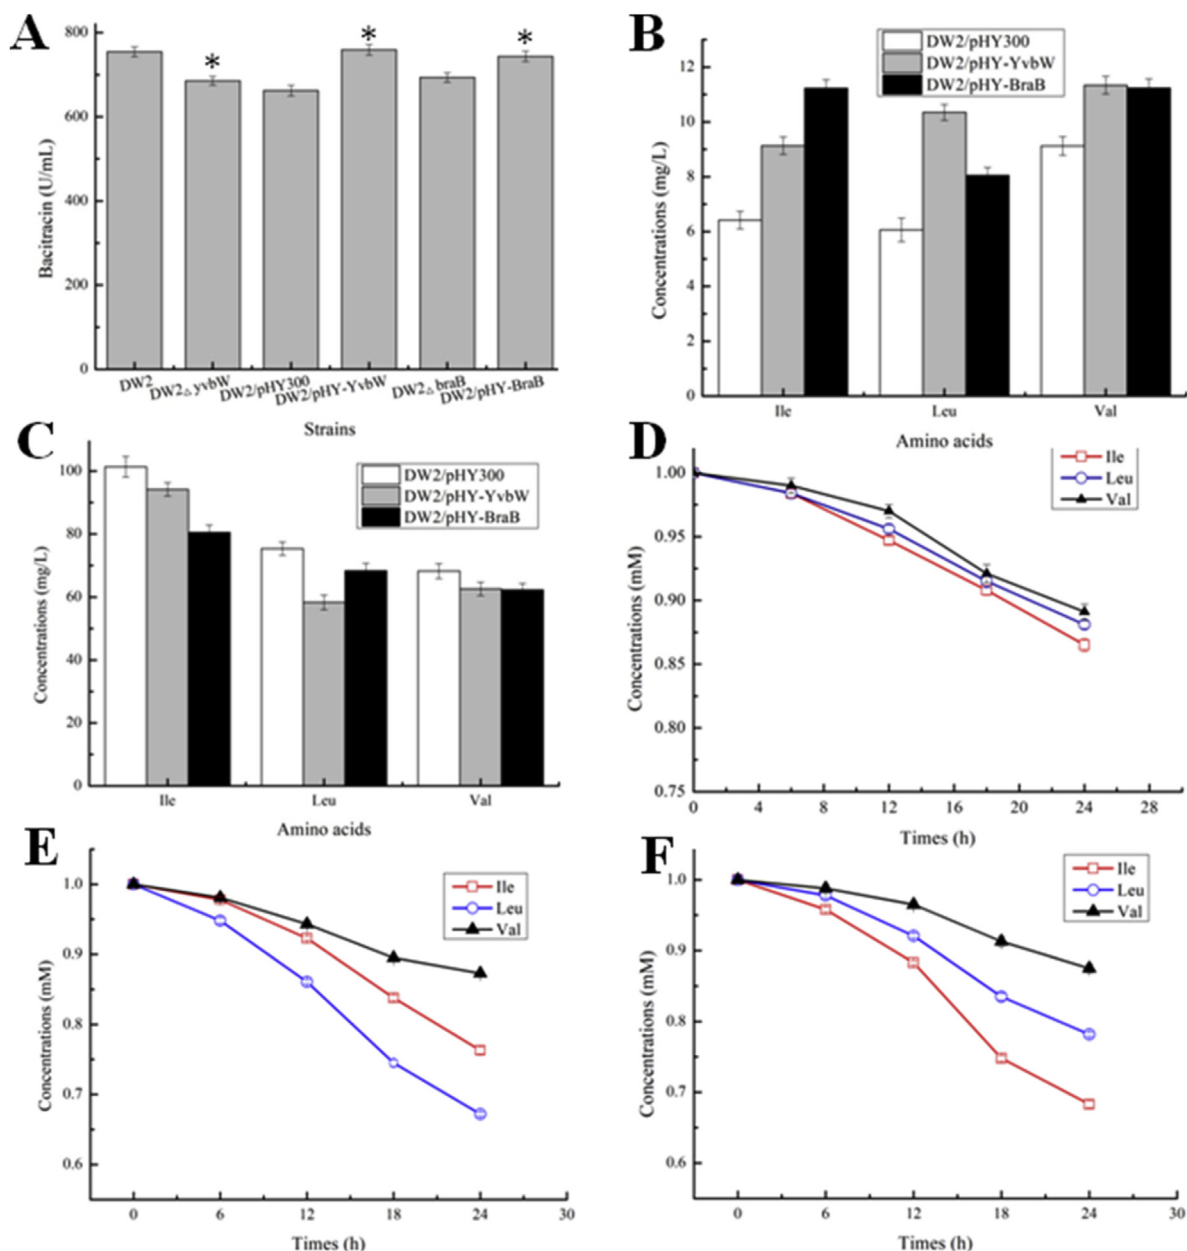 A
Bacitracin (U/mL)
800
600
400
200
0
*
*
*
DW2
DW2△yvbW
DW2/pHY300
DW2/pHY-YvbW
DW2△braB
DW2/pHY-BraB
Strains
B
Concentrations (mg/L)
12
10
8
6
4
2
0
DW2/pHY300
DW2/pHY-YvbW
DW2/pHY-BraB
Ile
Leu
Val
Amino acids
C
Concentrations (mg/L)
100
80
60
40
20
0
DW2/pHY300
DW2/pHY-YvbW
DW2/pHY-BraB
Ile
Leu
Val
Amino acids
D
Concentrations (mM)
1.00
0.95
0.90
0.85
0.80
0.75
Ile
Leu
Val
0 4 8 12 16 20 24 28
Times (h)
E
Concentrations (mM)
1.0
0.9
0.8
0.7
0.6
Ile
Leu
Val
0 6 12 18 24 30
Times (h)
F
Concentrations (mM)
1.0
0.9
0.8
0.7
0.6
Ile
Leu
Val
0 6 12 18 24 30
Times (h)